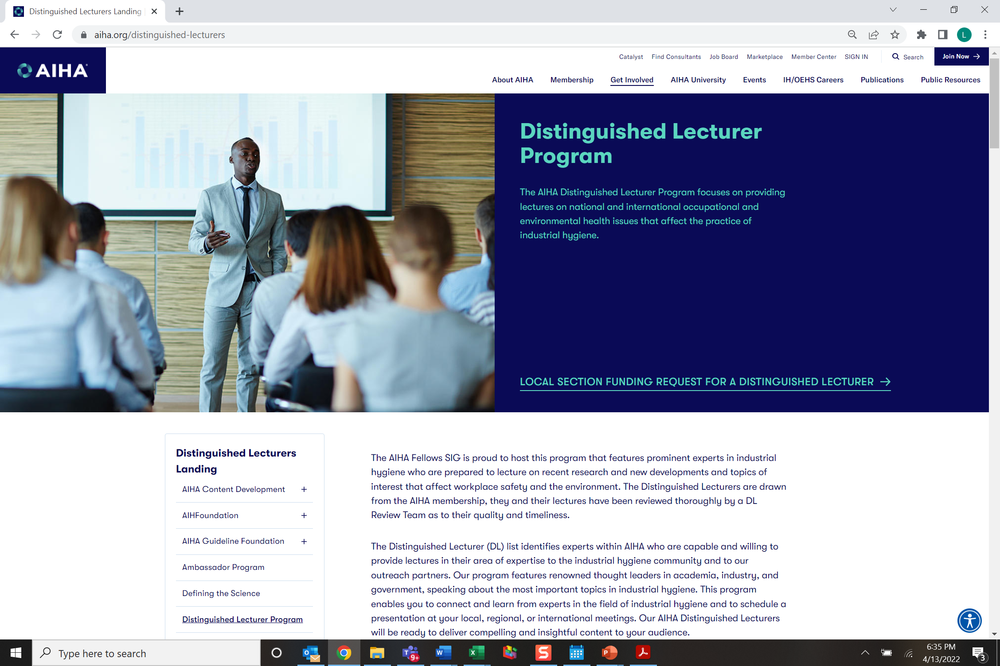 Distinguished Lecturers Landing
aiha.org/distinguished-lecturers
L
AIHA
Catalyst Find Consultants Job Board Marketplace Member Center SIGN IN Search Join Now
About AIHA Membership Get Involved AIHA University Events IH/OEHS Careers Publications Public Resources
Distinguished Lecturer
Program
The AIHA Distinguished Lecturer Program focuses on providing
lectures on national and international occupational and
environmental health issues that affect the practice of
industrial hygiene.
LOCAL SECTION FUNDING REQUEST FOR A DISTINGUISHED LECTURER
Distinguished Lecturers
Landing
AIHA Content Development +
AIHFoundation +
AIHA Guideline Foundation +
Ambassador Program
Defining the Science
Distinguished Lecturer Program
The AIHA Fellows SIG is proud to host this program that features prominent experts in industrial
hygiene who are prepared to lecture on recent research and new developments and topics of
interest that affect workplace safety and the environment. The Distinguished Lecturers are drawn
from the AIHA membership, they and their lectures have been reviewed thoroughly by a DL
Review Team as to their quality and timeliness.
The Distinguished Lecturer (DL) list identifies experts within AIHA who are capable and willing to
provide lectures in their area of expertise to the industrial hygiene community and to our
outreach partners. Our program features renowned thought leaders in academia, industry, and
government, speaking about the most important topics in industrial hygiene. This program
enables you to connect and learn from experts in the field of industrial hygiene and to schedule a
presentation at your local, regional, or international meetings. Our AIHA Distinguished Lecturers
will be ready to deliver compelling and insightful content to your audience.
Type here to search
O
T
9+
W
X
S
P
6:35 PM
4/13/2022
3